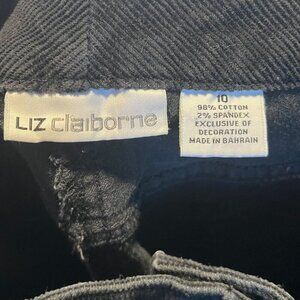 LIZ claiborne
10
98% COTTON
2% SPANDEX
EXCLUSIVE OF
DECORATION
MADE IN BAHRAIN